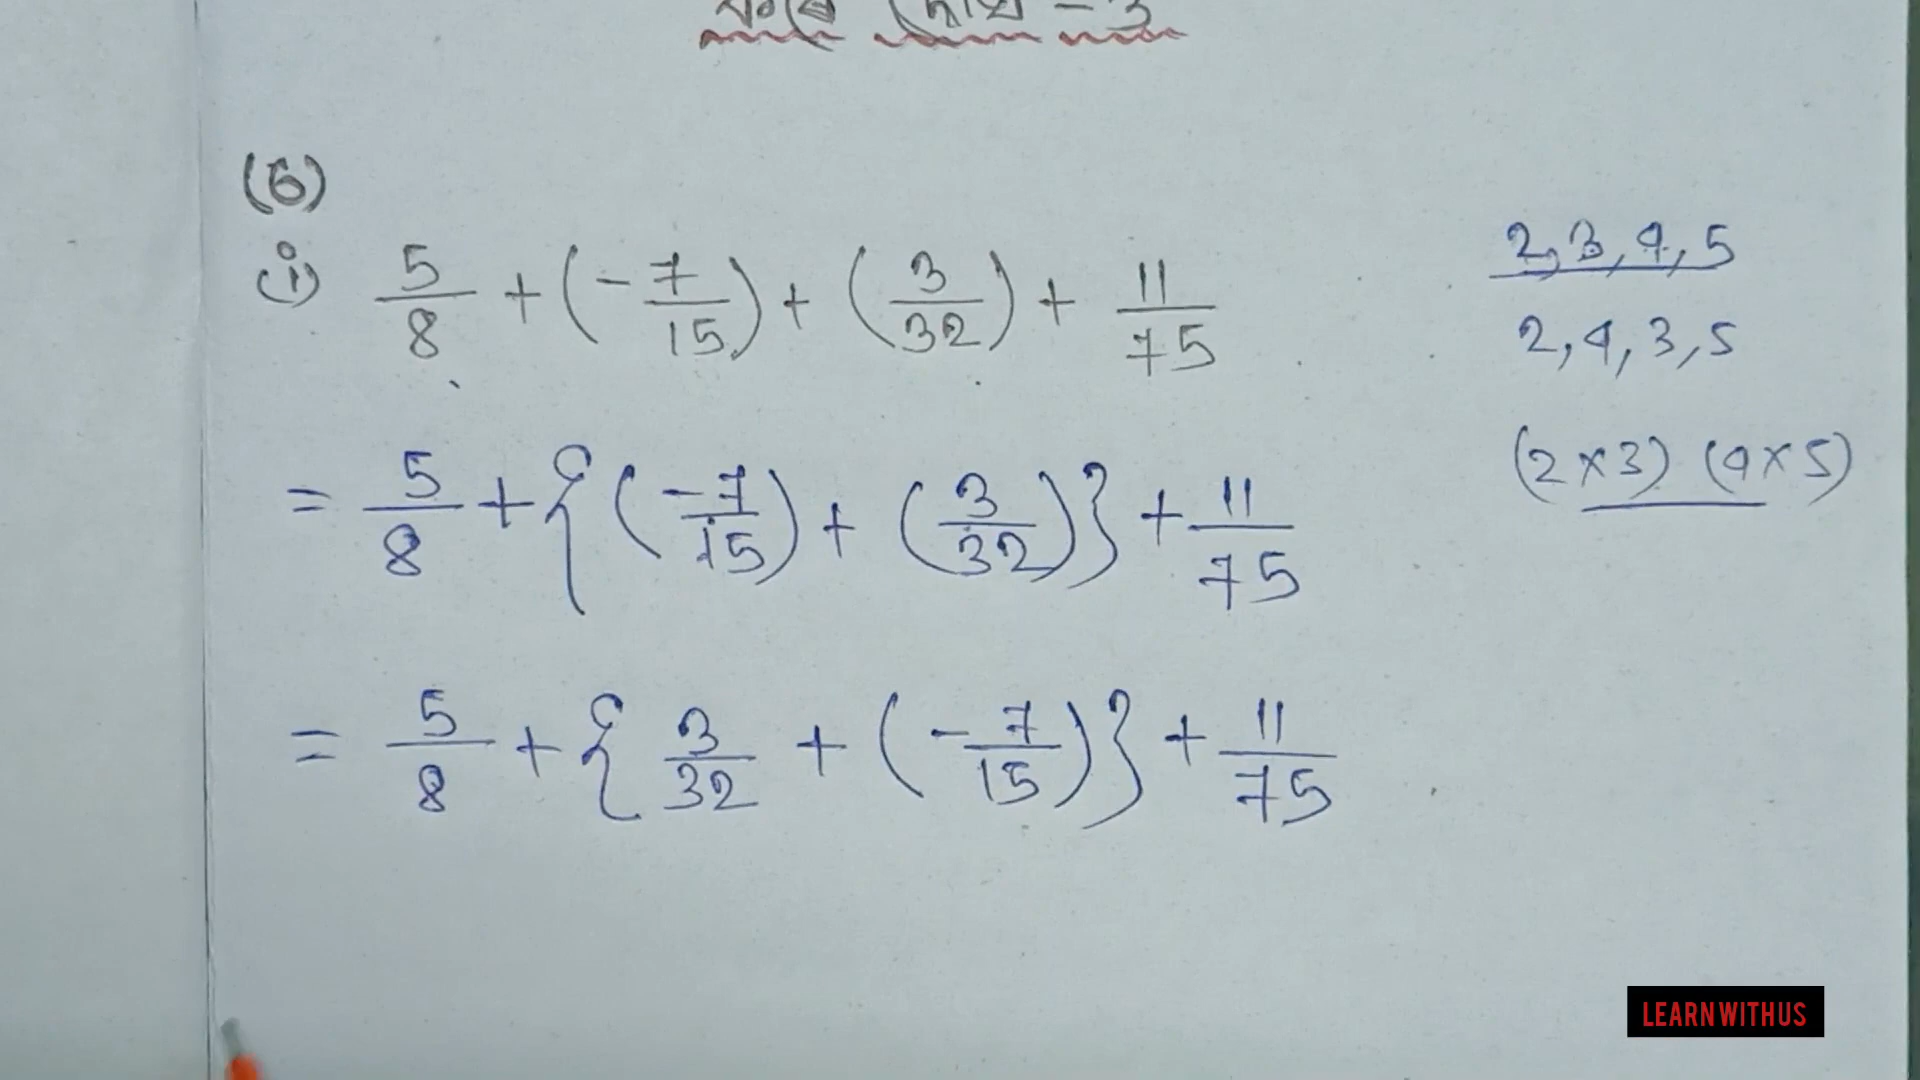 - 3
(6)
(i) 5/8 + (-7/15) + (3/32) + 11/75
= 5/8 + {(-7/15) + (3/32)} + 11/75
= 5/8 + {3/32 + (-7/15)} + 11/75
2, 3, 4, 5
2, 4, 3, 5
(2×3) (4×5)
LEARN WITH US